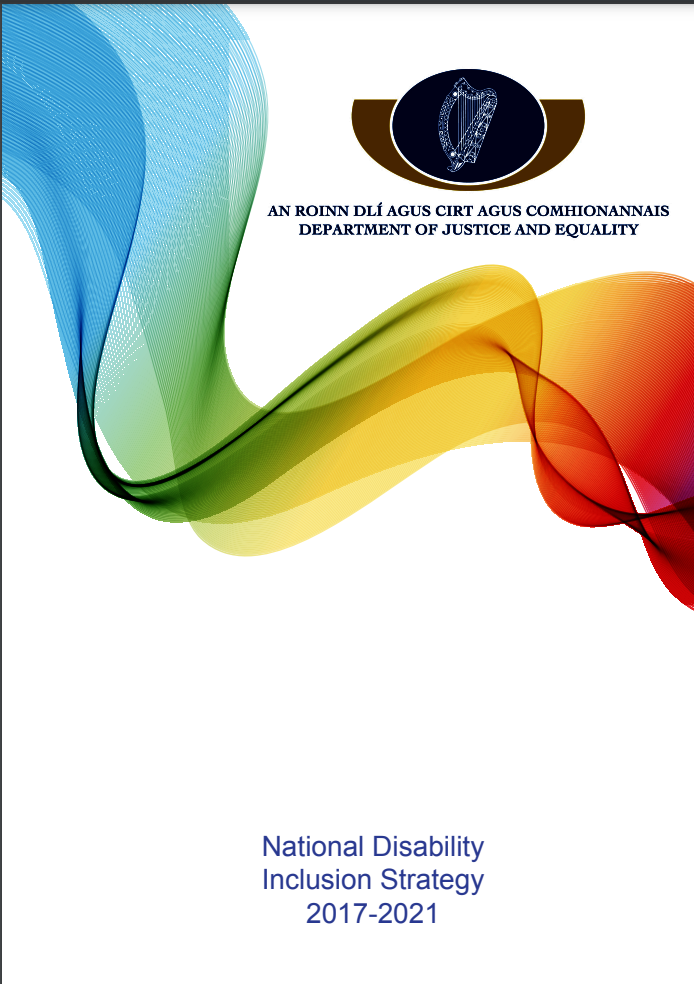 AN ROINN DLÍ AGUS CIRT AGUS COMHIONANNAIS
DEPARTMENT OF JUSTICE AND EQUALITY
National Disability
Inclusion Strategy
2017-2021